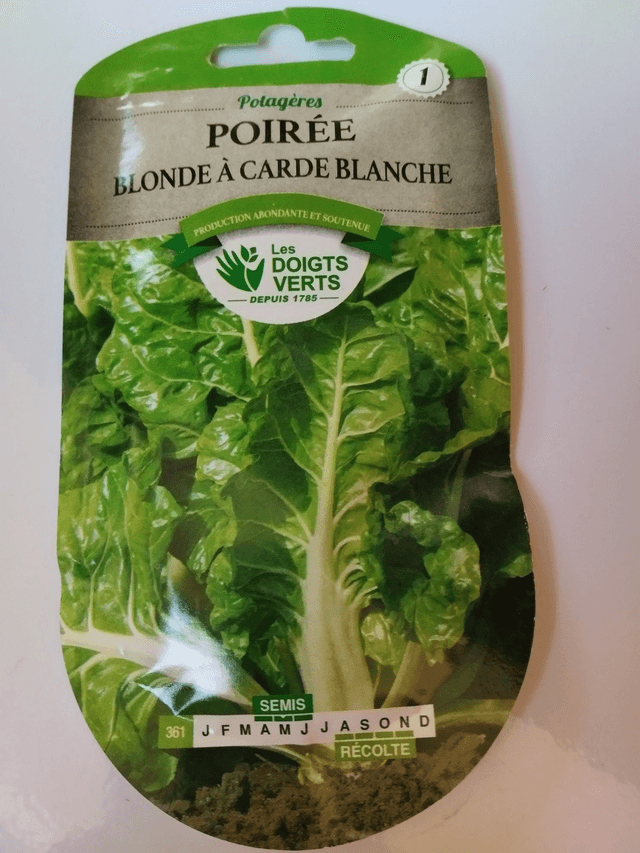 1
Potagères
POIRÉE
BLONDE À CARDE BLANCHE
PRODUCTION ABONDANTE ET SOUTENUE
Les
DOIGTS
VERTS
DEPUIS 1785
SEMIS
361 J F M A M J J A S O N D
RÉCOLTE